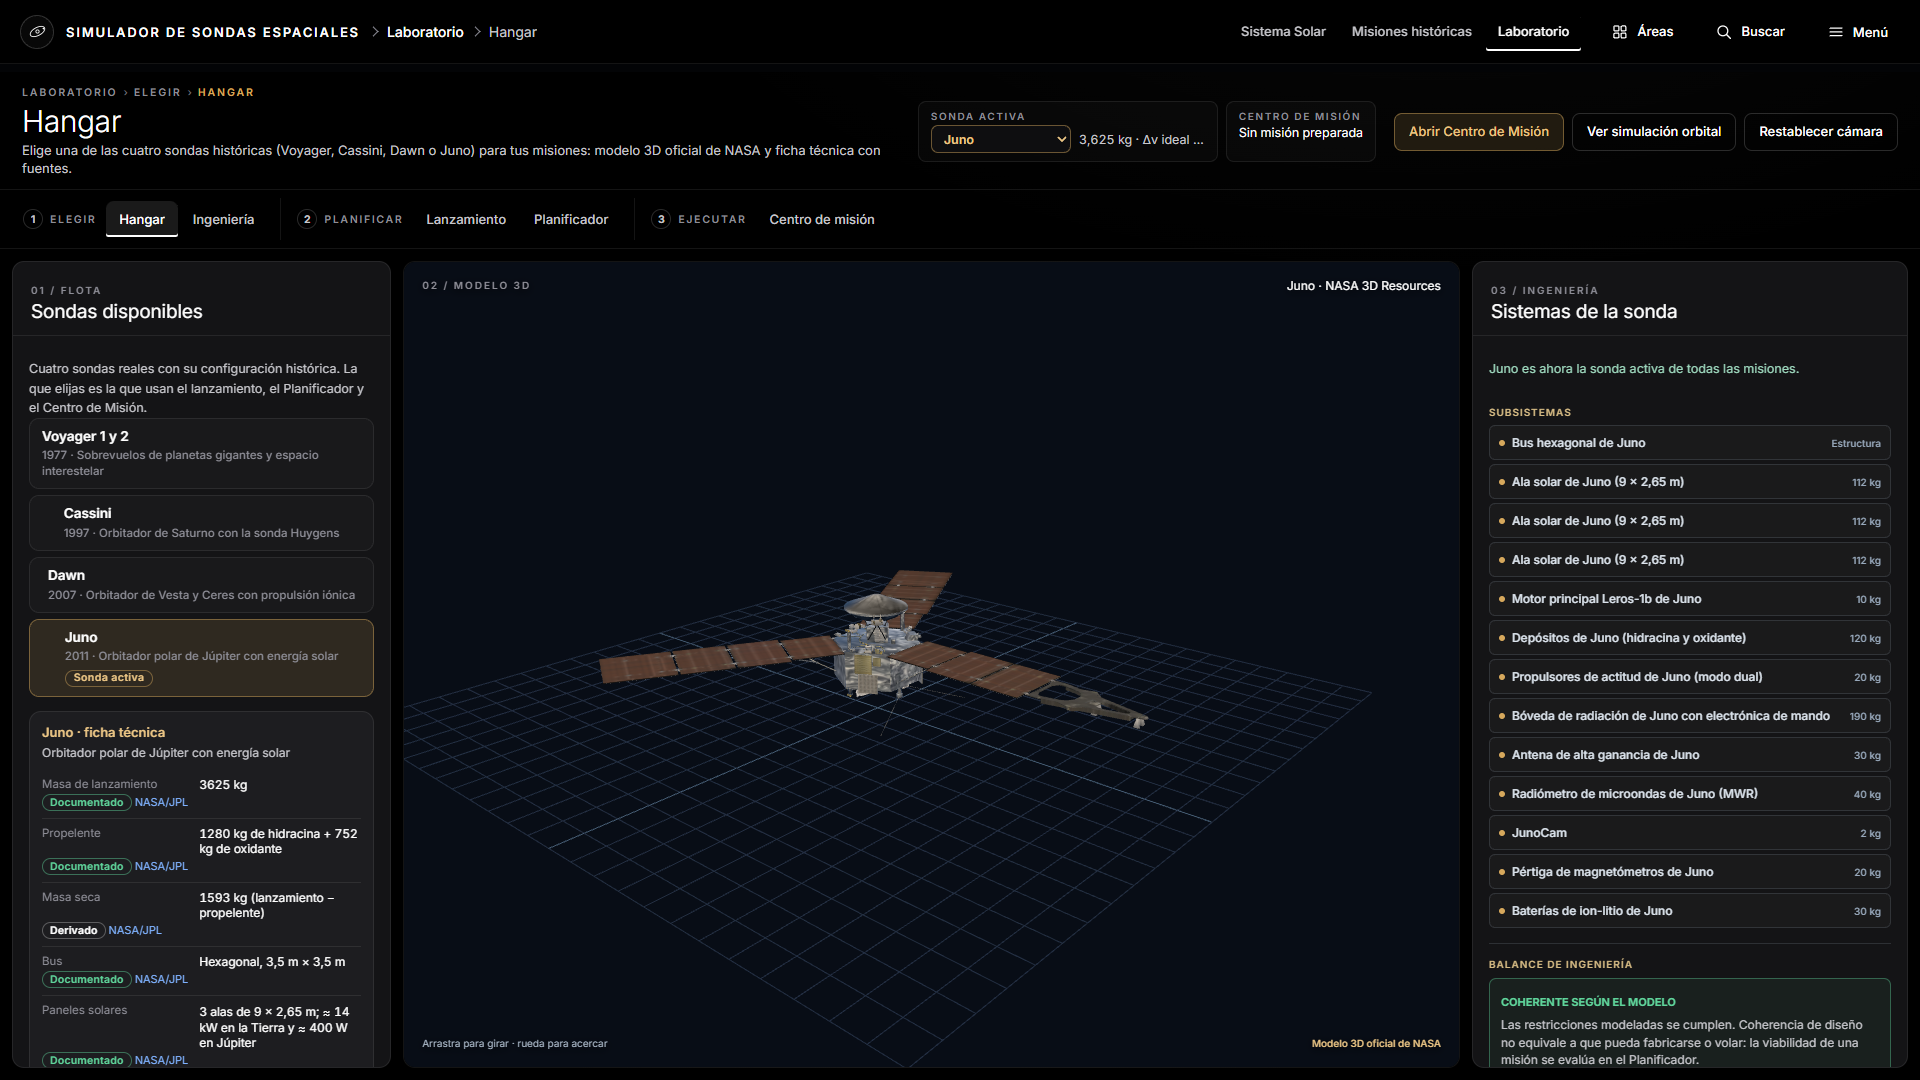 SIMULADOR DE SONDAS ESPACIALES > Laboratorio > Hangar
Sistema Solar
Misiones históricas
Laboratorio
Áreas
Buscar
Menú
LABORATORIO › ELEGIR › HANGAR
Hangar
Elige una de las cuatro sondas históricas (Voyager, Cassini, Dawn o Juno) para tus misiones: modelo 3D oficial de NASA y ficha técnica con
fuentes.
SONDA ACTIVA
Juno
3,625 kg · Δv ideal ...
CENTRO DE MISIÓN
Sin misión preparada
Abrir Centro de Misión
Ver simulación orbital
Restablecer cámara
1 ELEGIR
Hangar
Ingeniería
2 PLANIFICAR
Lanzamiento
Planificador
3 EJECUTAR
Centro de misión
01 / FLOTA
Sondas disponibles
Cuatro sondas reales con su configuración histórica. La
que elijas es la que usan el lanzamiento, el Planificador y
el Centro de Misión.
Voyager 1 y 2
1977 · Sobrevuelos de planetas gigantes y espacio
interestelar
Cassini
1997 · Orbitador de Saturno con la sonda Huygens
Dawn
2007 · Orbitador de Vesta y Ceres con propulsión iónica
Juno
2011 · Orbitador polar de Júpiter con energía solar
Sonda activa
Juno · ficha técnica
Orbitador polar de Júpiter con energía solar
Masa de lanzamiento
3625 kg
Documentado NASA/JPL
Propelente
1280 kg de hidracina + 752
kg de oxidante
Documentado NASA/JPL
Masa seca
1593 kg (lanzamiento −
propelente)
Derivado NASA/JPL
Bus
Hexagonal, 3,5 m × 3,5 m
Documentado NASA/JPL
Paneles solares
3 alas de 9 × 2,65 m; ≈ 14
kW en la Tierra y ≈ 400 W
en Júpiter
Documentado NASA/JPL
02 / MODELO 3D
Juno · NASA 3D Resources
Arrastra para girar · rueda para acercar
Modelo 3D oficial de NASA
03 / INGENIERÍA
Sistemas de la sonda
Juno es ahora la sonda activa de todas las misiones.
SUBSISTEMAS
Bus hexagonal de Juno Estructura
Ala solar de Juno (9 × 2,65 m) 112 kg
Ala solar de Juno (9 × 2,65 m) 112 kg
Ala solar de Juno (9 × 2,65 m) 112 kg
Motor principal Leros-1b de Juno 10 kg
Depósitos de Juno (hidracina y oxidante) 120 kg
Propulsores de actitud de Juno (modo dual) 20 kg
Bóveda de radiación de Juno con electrónica de mando 190 kg
Antena de alta ganancia de Juno 30 kg
Radiómetro de microondas de Juno (MWR) 40 kg
JunoCam 2 kg
Pértiga de magnetómetros de Juno 20 kg
Baterías de ion-litio de Juno 30 kg
BALANCE DE INGENIERÍA
COHERENTE SEGÚN EL MODELO
Las restricciones modeladas se cumplen. Coherencia de diseño
no equivale a que pueda fabricarse o volar: la viabilidad de una
misión se evalúa en el Planificador.